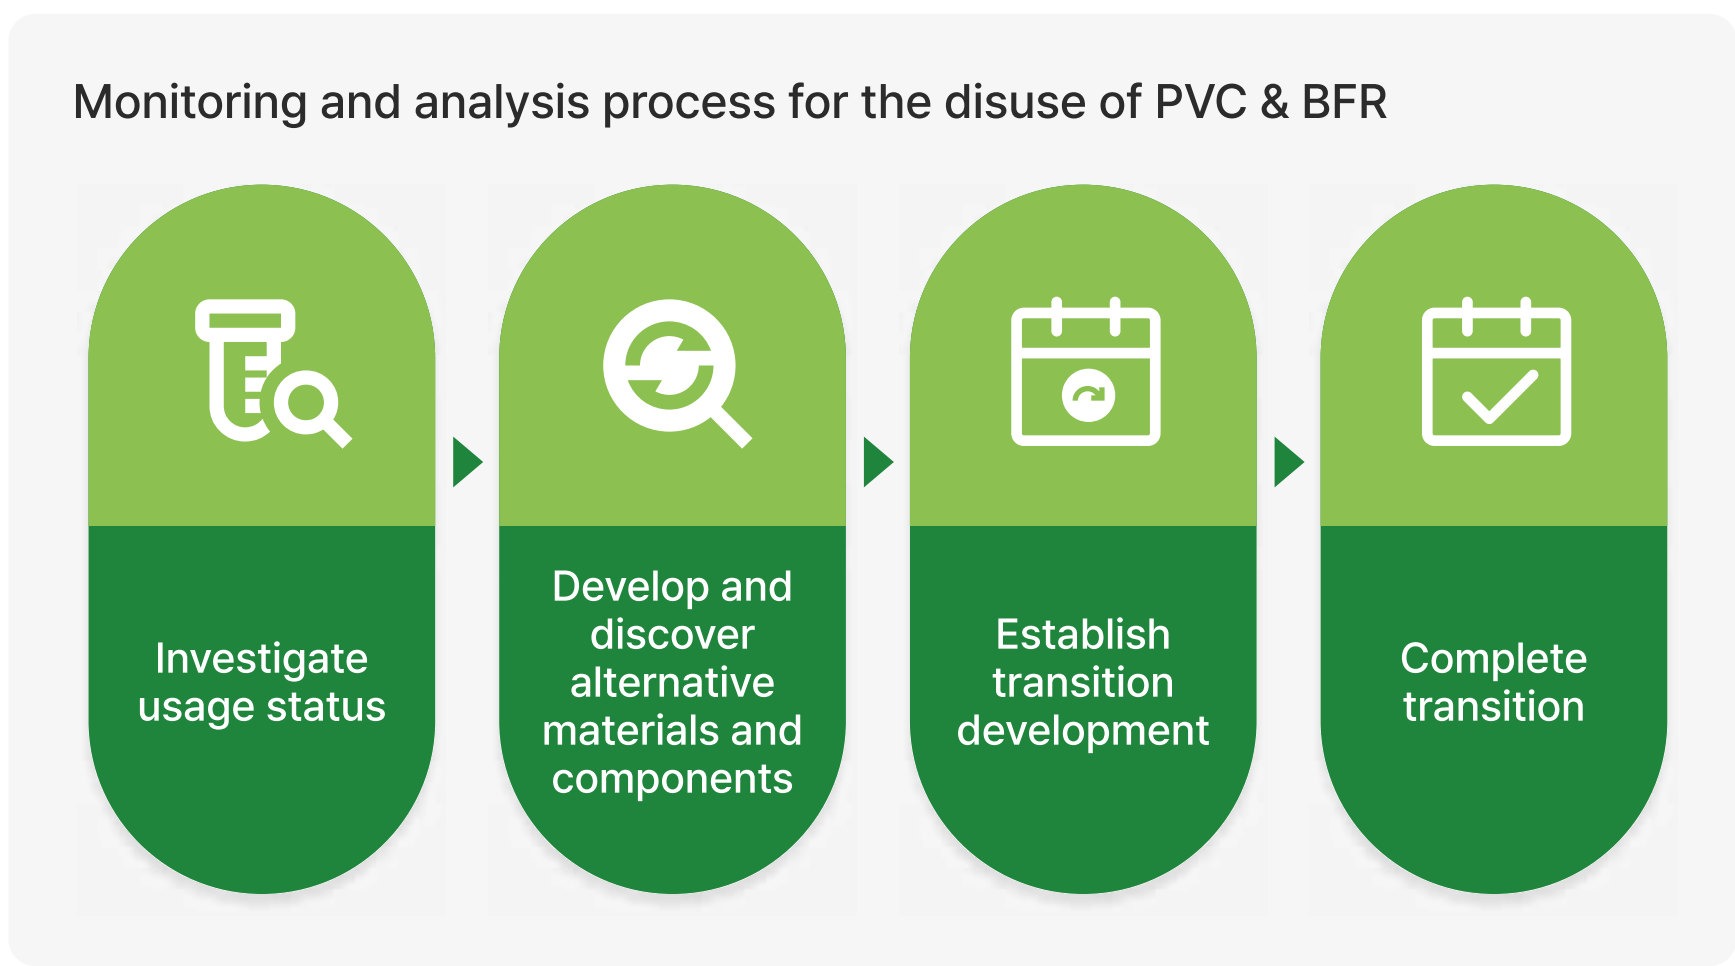 Monitoring and analysis process for the disuse of PVC & BFR
Investigate
usage status
Develop and
discover
alternative
materials and
components
Establish
transition
development
Complete
transition